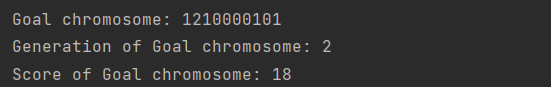 Goal chromosome: 1210000101
Generation of Goal chromosome: 2
Score of Goal chromosome: 18